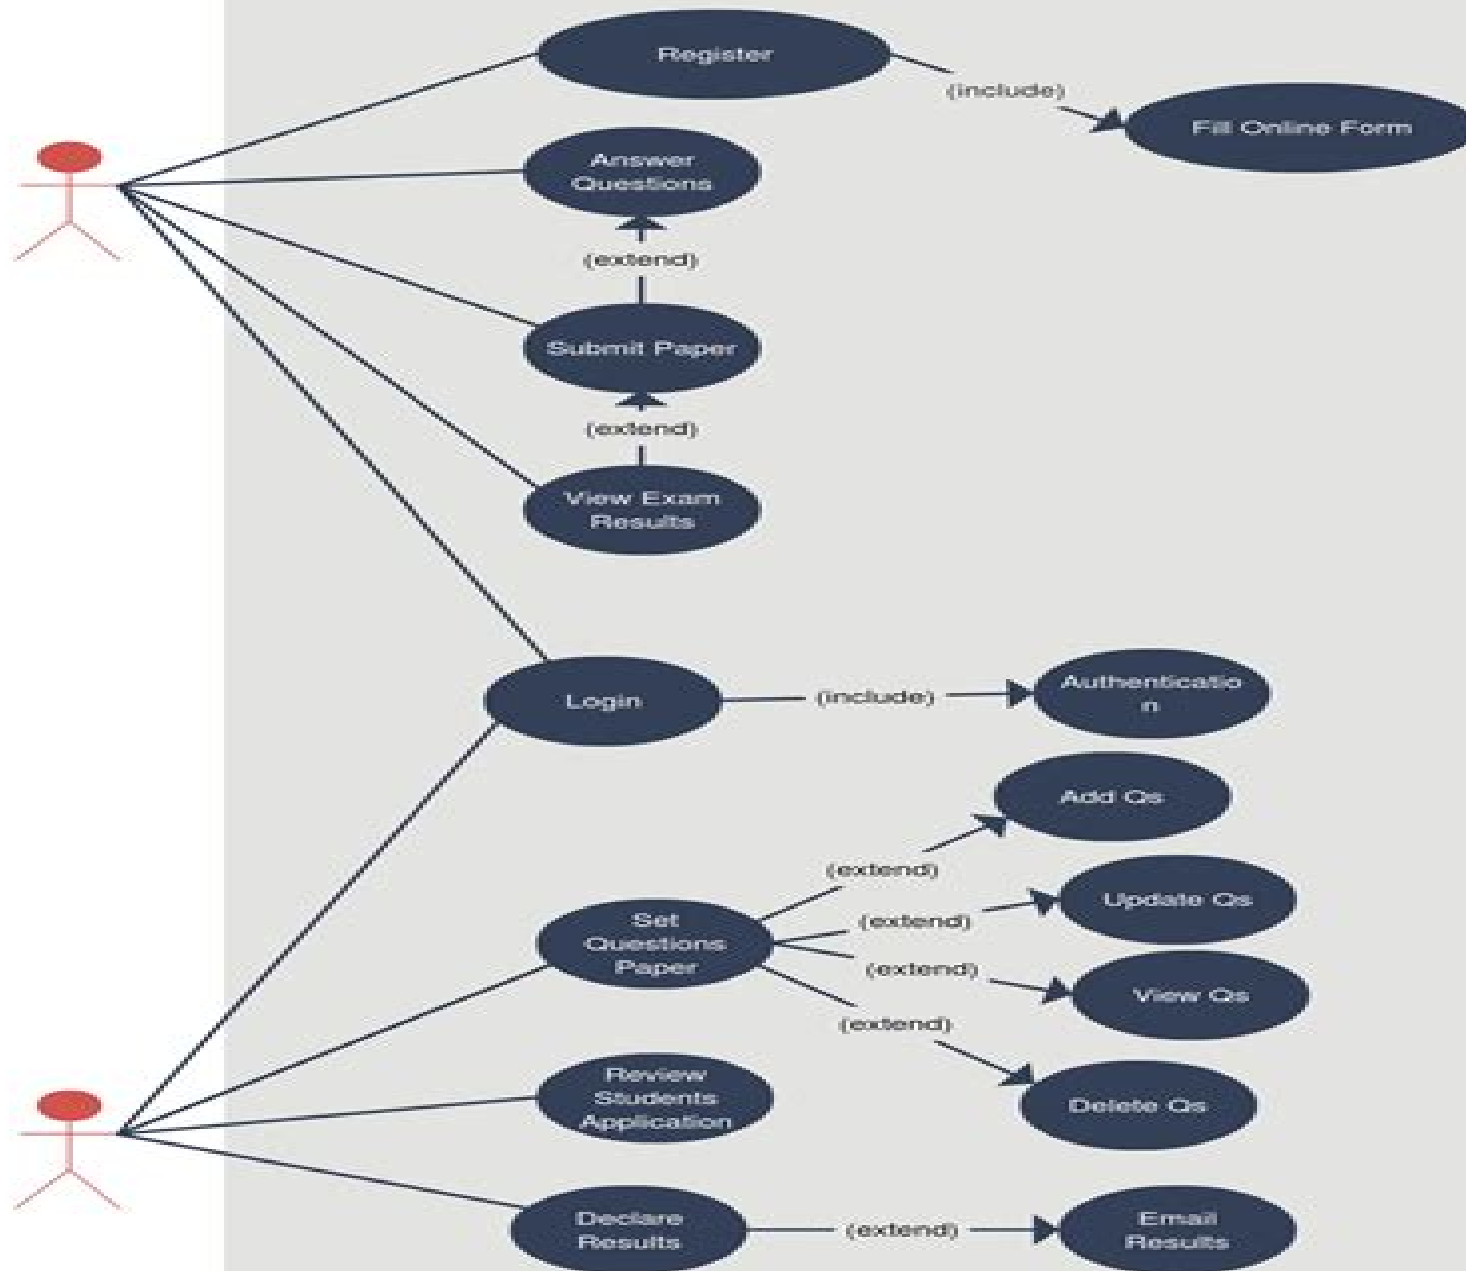 Register
(include)
Fill Online Form
Answer
Questions
(extend)
Submit Paper
(extend)
View Exam
Results
Login
(include)
Authenticatio
n
Add Qs
(extend)
Update Qs
(extend)
Set
Questions
Paper
(extend)
View Qs
(extend)
Delete Qs
Review
Students
Application
Declare
Results
(extend)
Email
Results